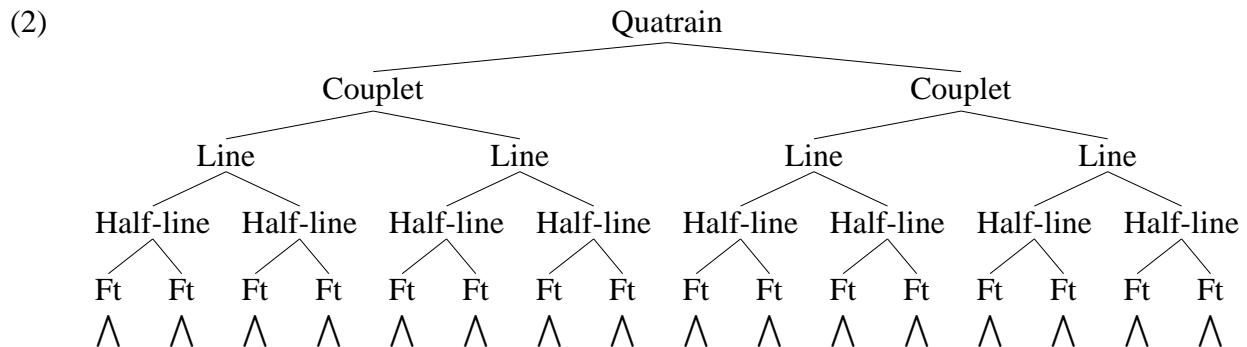 (2) Quatrain
Couplet Couplet
Line Line Line Line
Half-line Half-line Half-line Half-line Half-line Half-line Half-line Half-line
Ft Ft Ft Ft Ft Ft Ft Ft Ft Ft Ft Ft Ft Ft Ft Ft